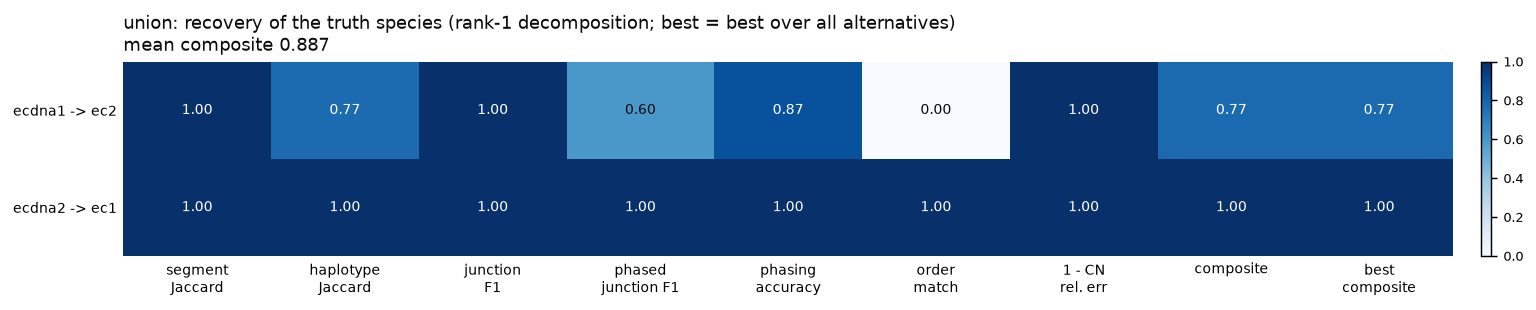 union: recovery of the truth species (rank-1 decomposition; best = best over all alternatives)
mean composite 0.887
ecdna1 -> ec2
1.00 0.77 1.00 0.60 0.87 0.00 1.00 0.77 0.77
ecdna2 -> ec1
1.00 1.00 1.00 1.00 1.00 1.00 1.00 1.00 1.00
segment
Jaccard
haplotype
Jaccard
junction
F1
phased
junction F1
phasing
accuracy
order
match
1 - CN
rel. err
composite
best
composite
1.0
0.8
0.6
0.4
0.2
0.0